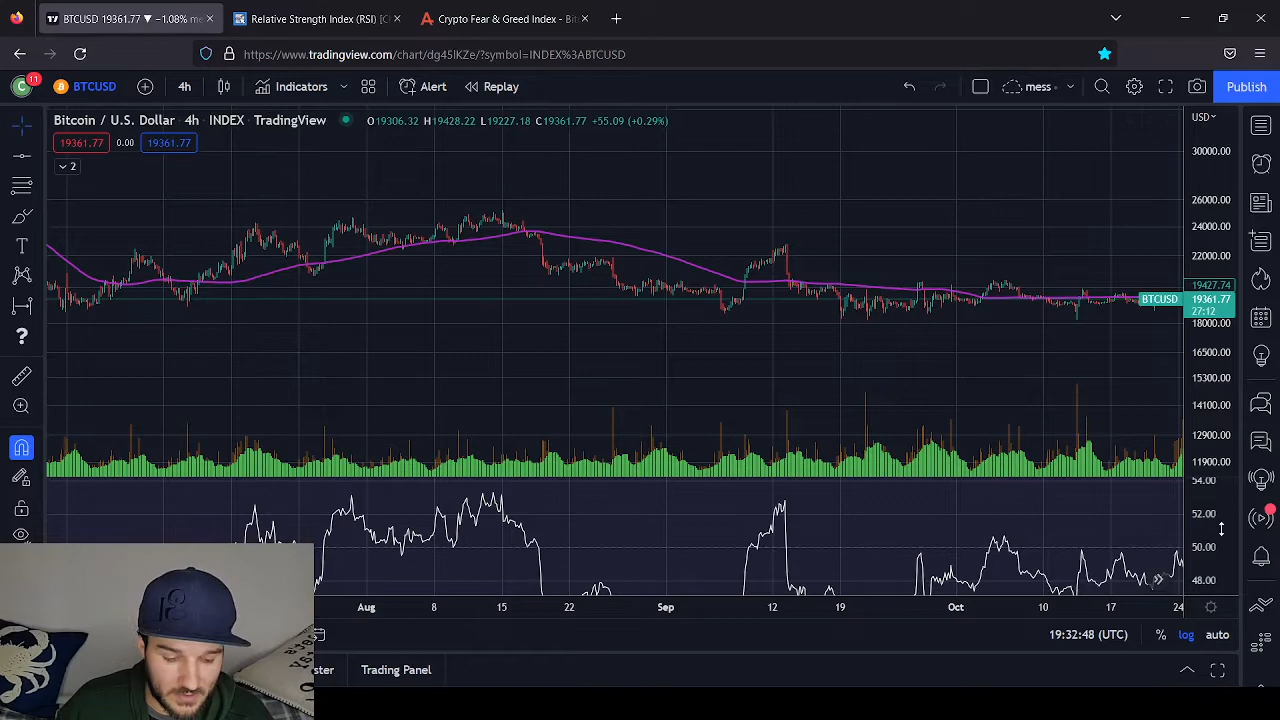 BTCUSD 19361.77 ▼ −1.08%
Relative Strength Index (RSI) [C
Crypto Fear & Greed Index - Bit
https://www.tradingview.com/chart/dg45lKZe/?symbol=INDEX%3ABTCUSD
C
11
BTCUSD
4h
Indicators
Alert
Replay
mess
Publish
Bitcoin / U.S. Dollar · 4h · INDEX · TradingView
O19306.32 H19428.22 L19227.18 C19361.77 +55.09 (+0.29%)
19361.77
0.00
19361.77
2
USD
30000.00
26000.00
24000.00
22000.00
19427.74
BTCUSD
19361.77
27:12
18000.00
16500.00
15300.00
14100.00
12900.00
11900.00
54.00
52.00
50.00
48.00
Aug
8
15
22
Sep
12
19
Oct
10
17
24
19:32:48 (UTC)
%
log
auto
Trading Panel